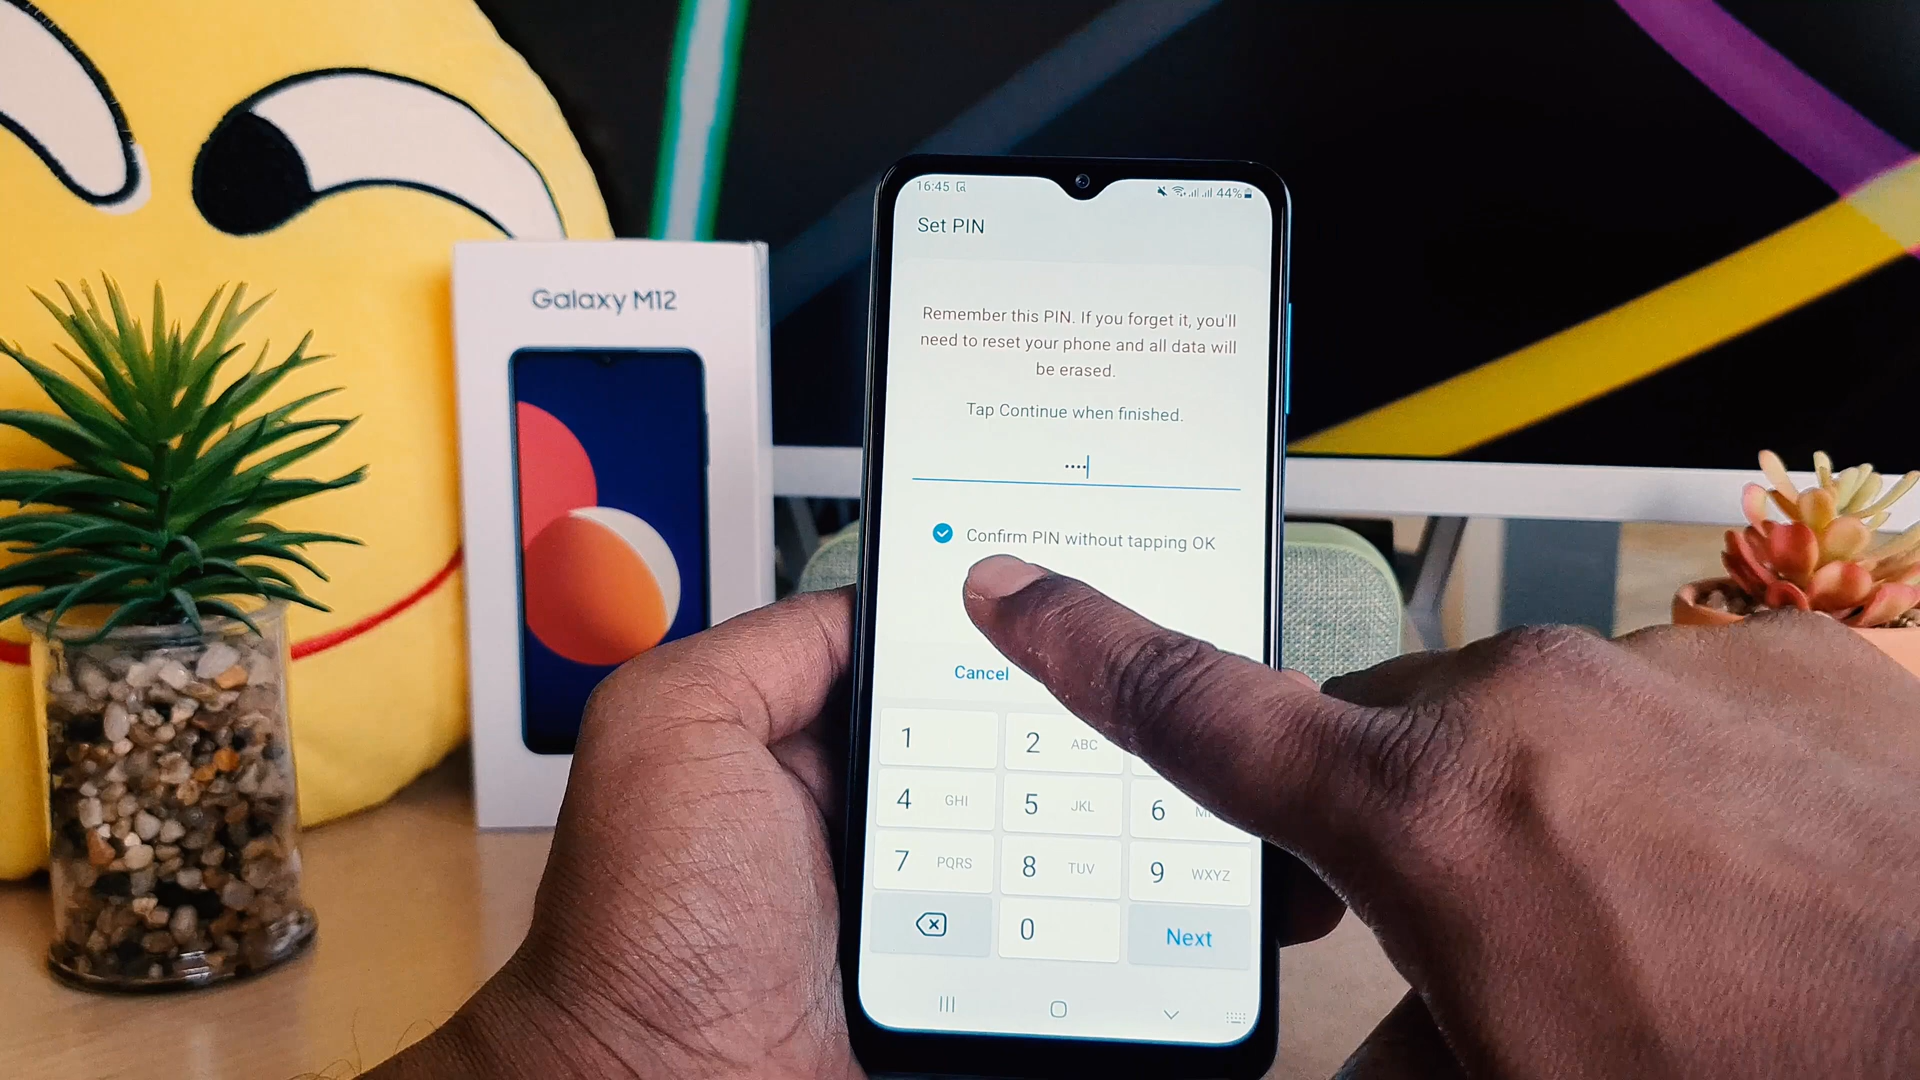 Galaxy M12
16:45
44%
Set PIN
Remember this PIN. If you forget it, you'll
need to reset your phone and all data will
be erased.
Tap Continue when finished.
Confirm PIN without tapping OK
Cancel
1
2 ABC
4 GHI
5 JKL
6
7 PQRS
8 TUV
9 WXYZ
0
Next